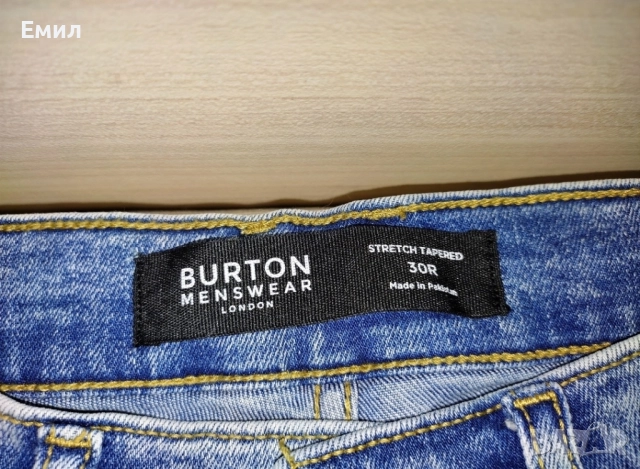 Емил
BURTON
MENSWEAR
LONDON
STRETCH TAPERED
30R
Made in Pakistan